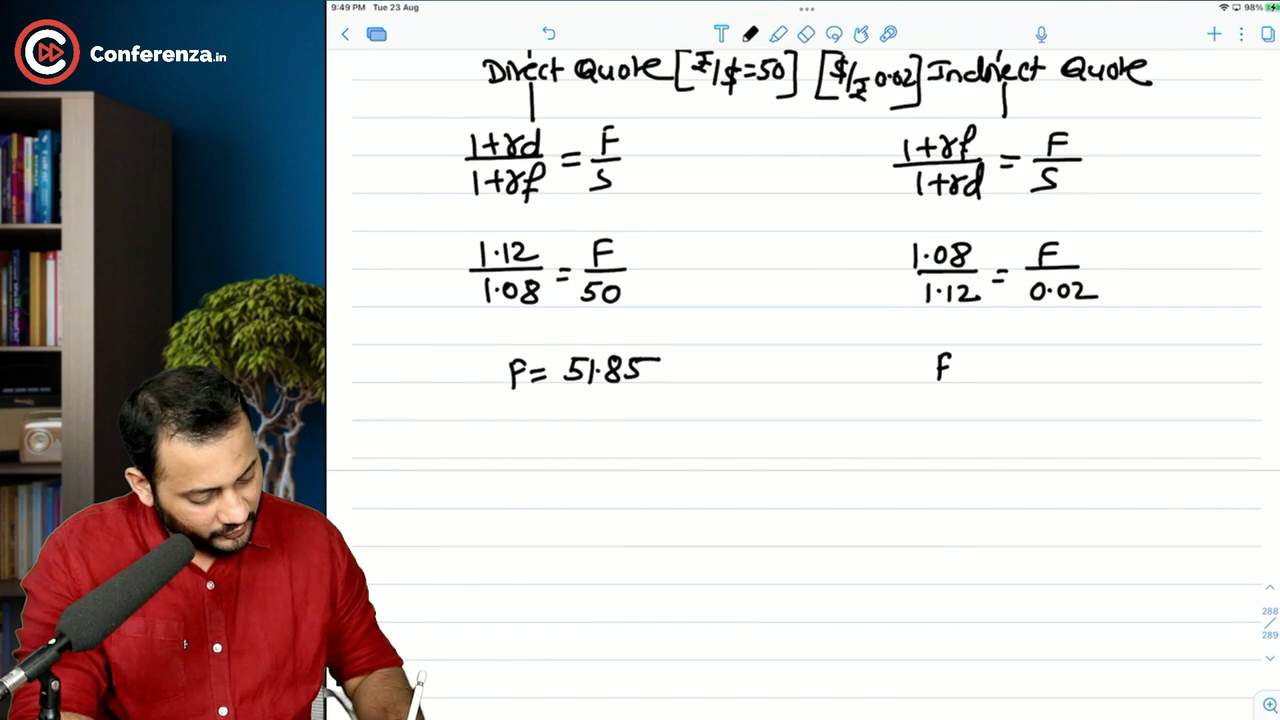 Conferenza.in
9:49 PM Tue 23 Aug
98%
Direct Quote [₹/$=50] [$/₹ 0.02] Indirect Quote
1+rd/1+rf = F/S
1+rf/1+rd = F/S
1.12/1.08 = F/50
1.08/1.12 = F/0.02
F= 51.85
F
288
289